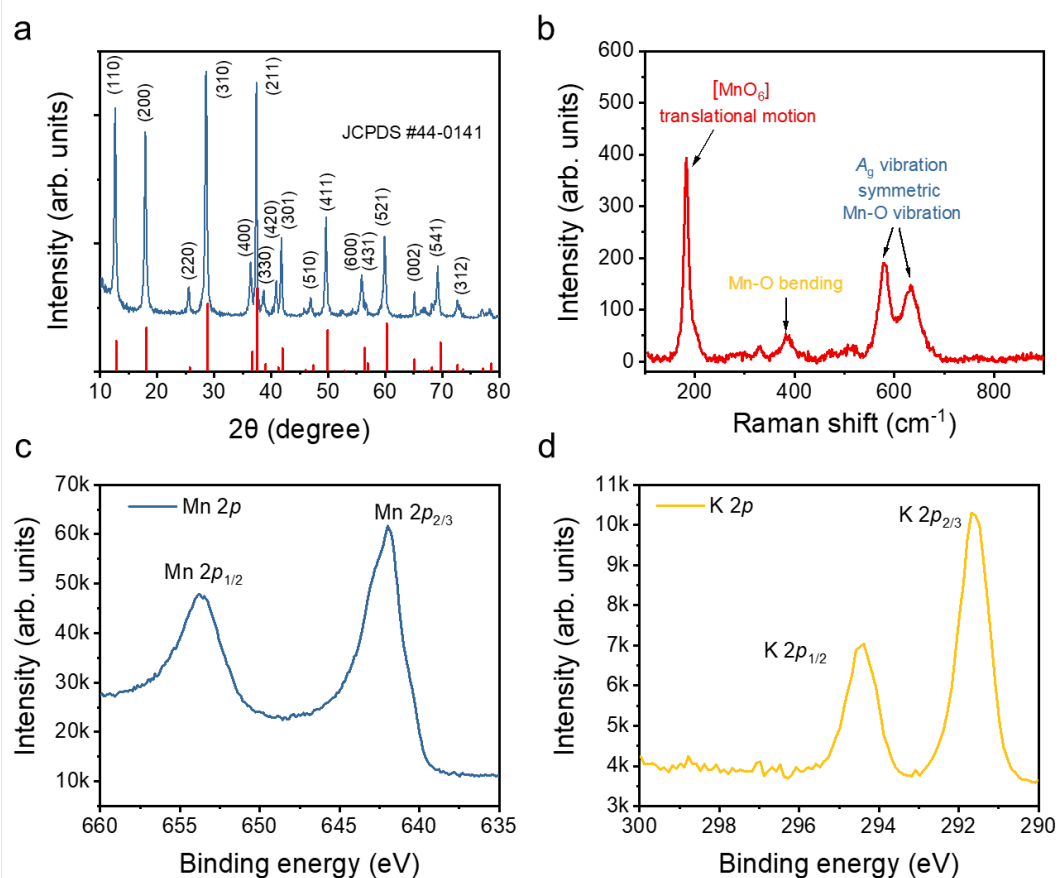 a
(110)
(200)
(220)
(310)
(400)
(211)
(330)
(420)
(301)
(510)
(411)
(600)
(431)
(521)
(002)
(541)
(312)
JCPDS #44-0141
Intensity (arb. units)
10 20 30 40 50 60 70 80
2θ (degree)
b
600
500
400
300
200
100
0
[MnO₆]
translational motion
Ag vibration
symmetric
Mn-O vibration
Mn-O bending
Intensity (arb. units)
200 400 600 800
Raman shift (cm⁻¹)
c
70k
60k
50k
40k
30k
20k
10k
Mn 2p
Mn 2p2/3
Mn 2p1/2
Intensity (arb. units)
660 655 650 645 640 635
Binding energy (eV)
d
11k
10k
9k
8k
7k
6k
5k
4k
3k
K 2p
K 2p2/3
K 2p1/2
Intensity (arb. units)
300 298 296 294 292 290
Binding energy (eV)